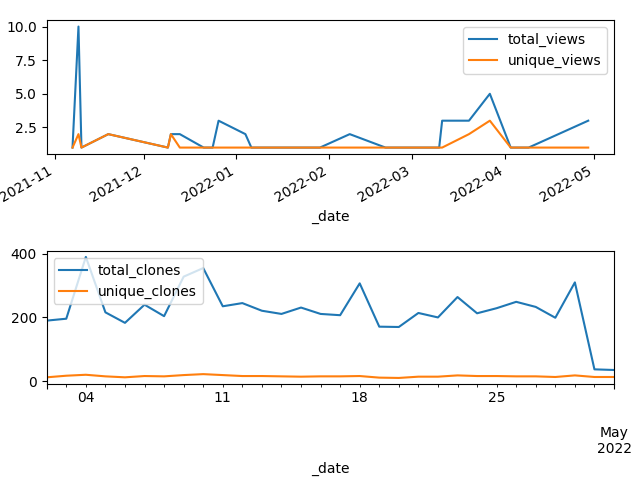 10.0
7.5
5.0
2.5
total_views
unique_views
2021-11
2021-12
2022-01
2022-02
2022-03
2022-04
2022-05
_date
400
200
0
total_clones
unique_clones
04
11
18
25
May
2022
_date